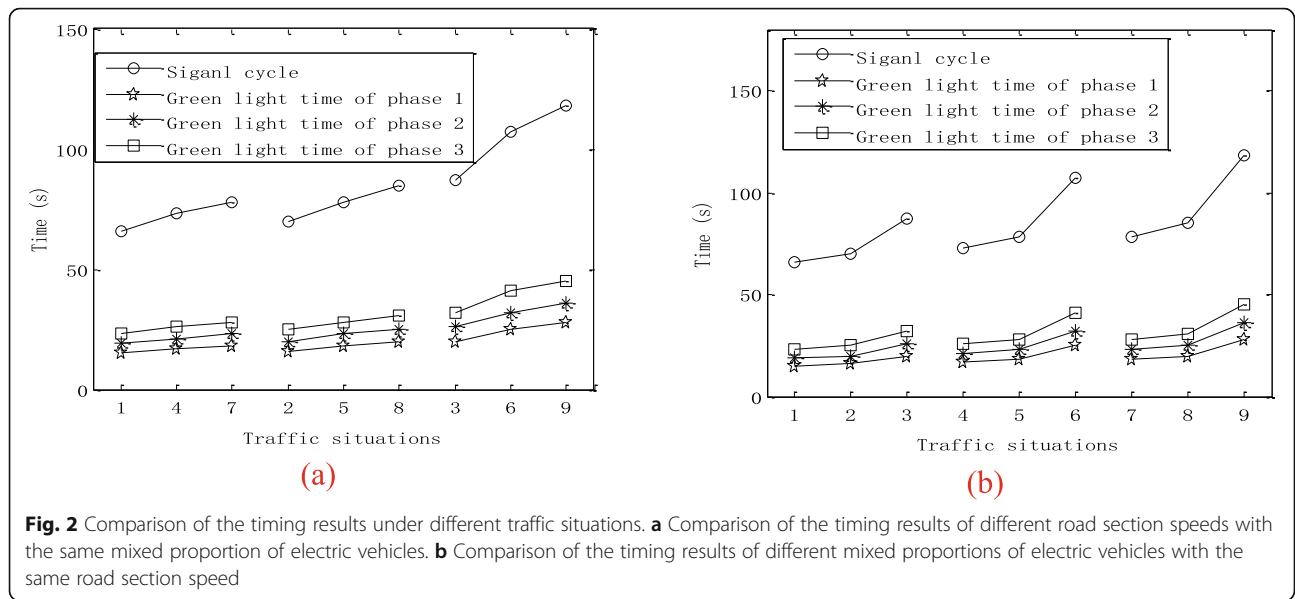 150
100
50
0
Time (s)
Siganl cycle
Green light time of phase 1
Green light time of phase 2
Green light time of phase 3
1 4 7 2 5 8 3 6 9
Traffic situations
(a)
150
100
50
0
Time (s)
Siganl cycle
Green light time of phase 1
Green light time of phase 2
Green light time of phase 3
1 2 3 4 5 6 7 8 9
Traffic situations
(b)
Fig. 2 Comparison of the timing results under different traffic situations. a Comparison of the timing results of different road section speeds with
the same mixed proportion of electric vehicles. b Comparison of the timing results of different mixed proportions of electric vehicles with the
same road section speed